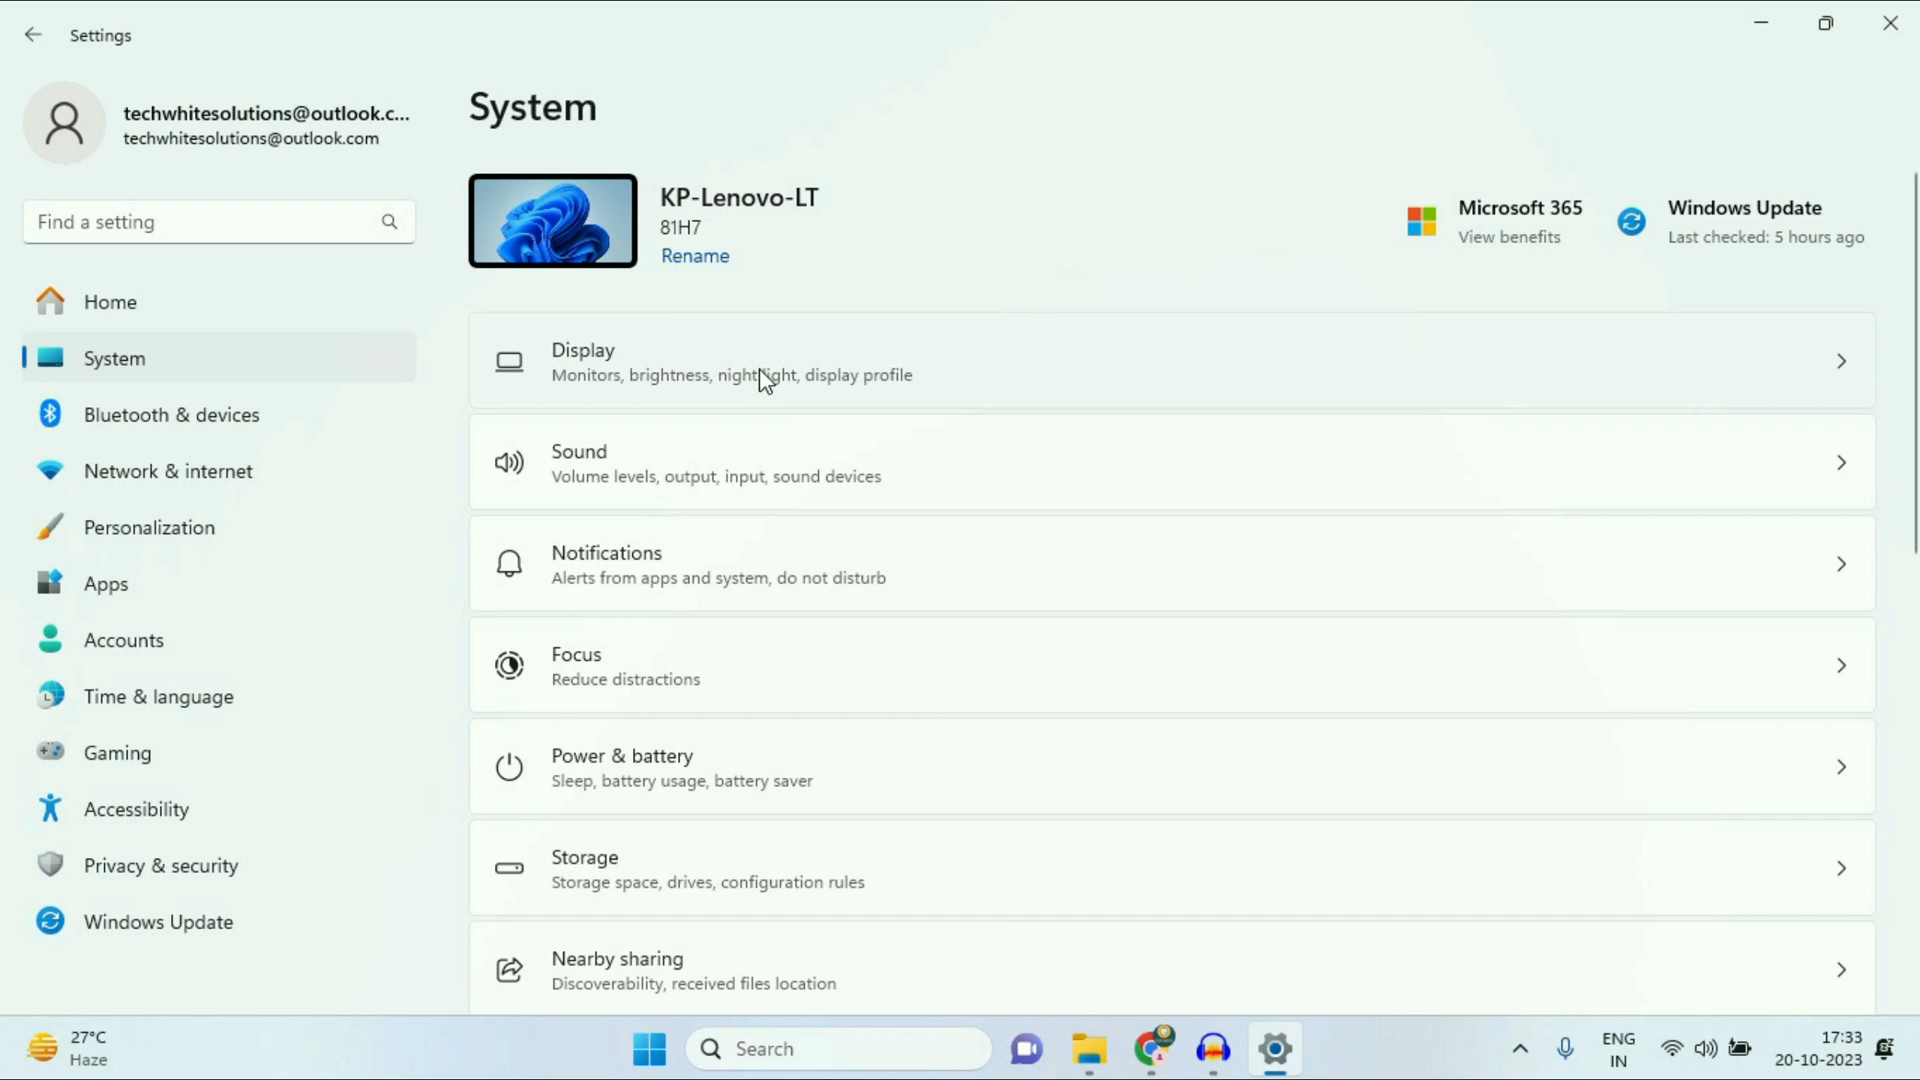 Settings
techwhitesolutions@outlook.c...
techwhitesolutions@outlook.com
Find a setting
Home
System
Bluetooth & devices
Network & internet
Personalization
Apps
Accounts
Time & language
Gaming
Accessibility
Privacy & security
Windows Update
System
KP-Lenovo-LT
81H7
Rename
Microsoft 365
View benefits
Windows Update
Last checked: 5 hours ago
Display
Monitors, brightness, night light, display profile
Sound
Volume levels, output, input, sound devices
Notifications
Alerts from apps and system, do not disturb
Focus
Reduce distractions
Power & battery
Sleep, battery usage, battery saver
Storage
Storage space, drives, configuration rules
Nearby sharing
Discoverability, received files location
27°C
Haze
Search
ENG
IN
17:33
20-10-2023